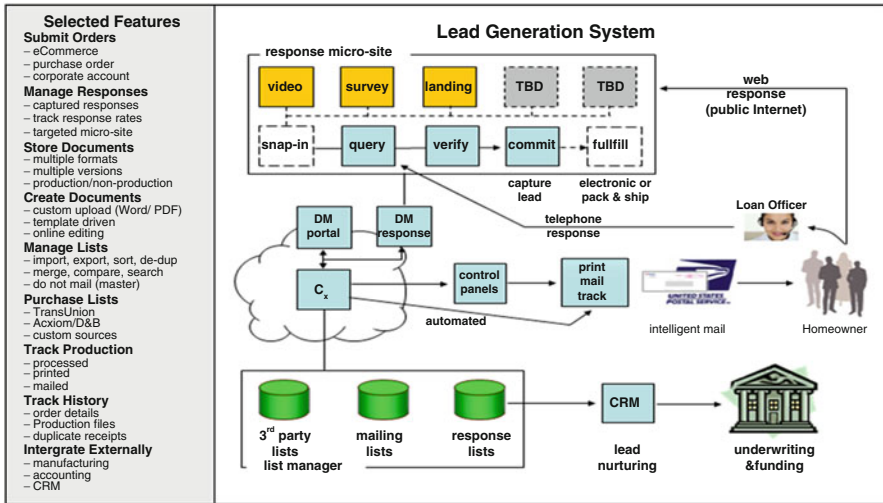 Selected Features
Submit Orders
– eCommerce
– purchase order
– corporate account
Manage Responses
– captured responses
– track response rates
– targeted micro-site
Store Documents
– multiple formats
– multiple versions
– production/non-production
Create Documents
– custom upload (Word/ PDF)
– template driven
– online editing
Manage Lists
– import, export, sort, de-dup
– merge, compare, search
– do not mail (master)
Purchase Lists
– TransUnion
– Acxiom/D&B
– custom sources
Track Production
– processed
– printed
– mailed
Track History
– order details
– Production files
– duplicate receipts
Intergrate Externally
– manufacturing
– accounting
– CRM
Lead Generation System
response micro-site
video
survey
landing
TBD
TBD
snap-in
query
verify
commit
fullfill
capture
lead
electronic or
pack & ship
web
response
(public Internet)
telephone
response
Loan Officer
DM
portal
DM
response
Cx
control
panels
print
mail
track
automated
UNITED STATES
POSTAL SERVICE
intelligent mail
Homeowner
3rd party
lists
list manager
mailing
lists
response
lists
CRM
lead
nurturing
underwriting
&funding